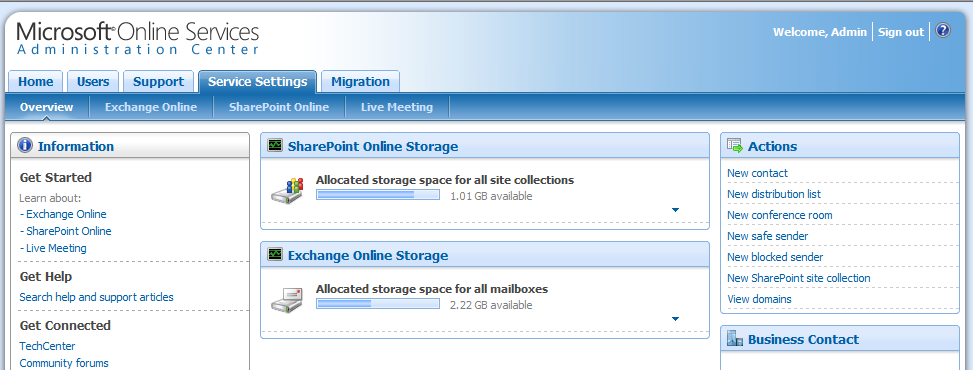 Microsoft® Online Services
Administration Center
Welcome, Admin Sign out ?
Home Users Support Service Settings Migration
Overview Exchange Online SharePoint Online Live Meeting
Information
Get Started
Learn about:
- Exchange Online
- SharePoint Online
- Live Meeting
Get Help
Search help and support articles
Get Connected
TechCenter
Community forums
SharePoint Online Storage
Allocated storage space for all site collections
1.01 GB available
Exchange Online Storage
Allocated storage space for all mailboxes
2.22 GB available
Actions
New contact
New distribution list
New conference room
New safe sender
New blocked sender
New SharePoint site collection
View domains
Business Contact